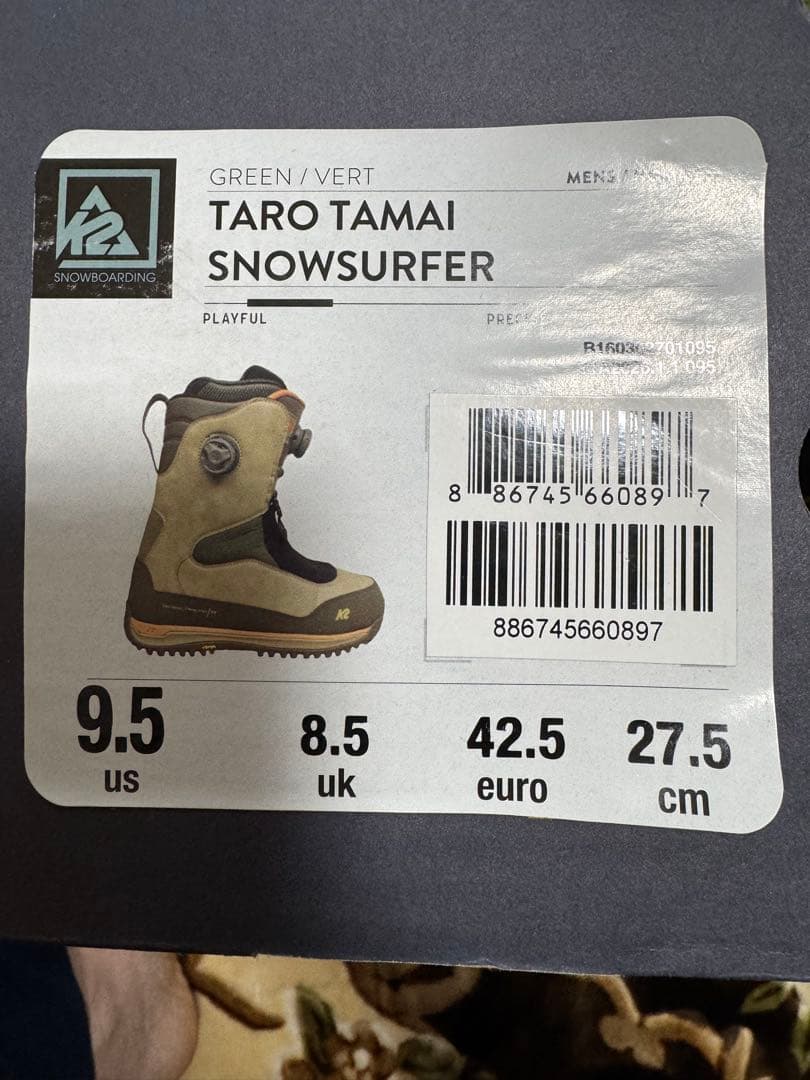 K2
SNOWBOARDING
GREEN / VERT
MENS
TARO TAMAI
SNOWSURFER
PLAYFUL
8 86745 66089 7
886745660897
K2
9.5
us
8.5
uk
42.5
euro
27.5
cm